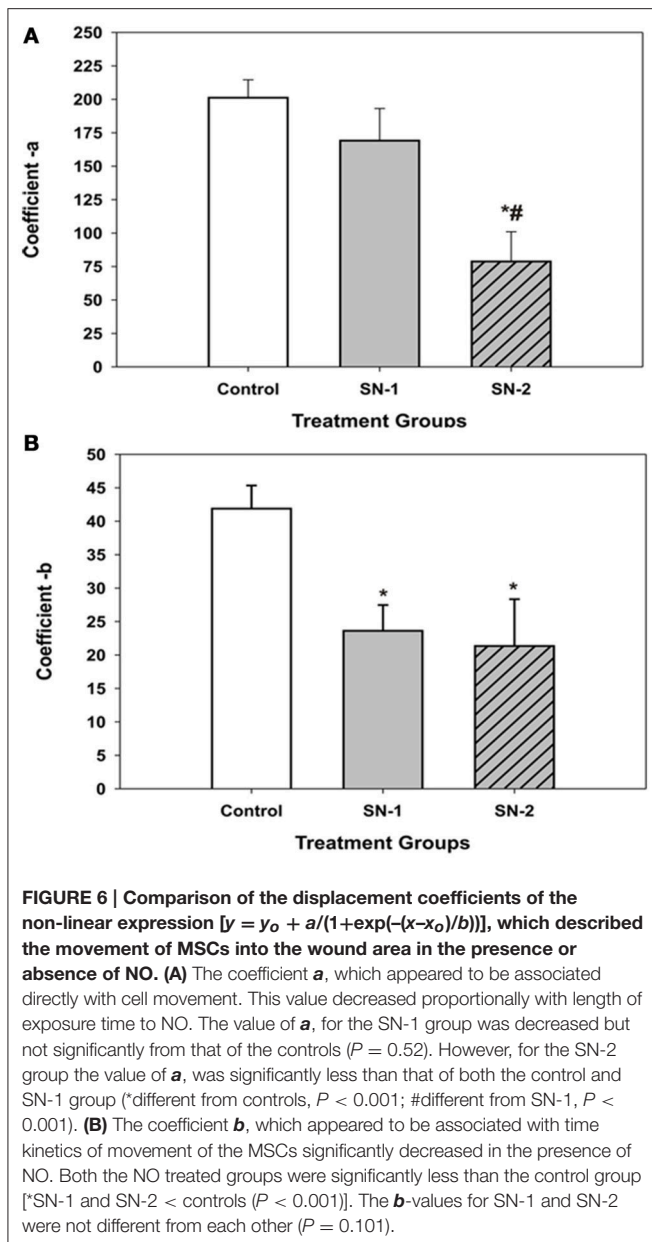 A
250
225
200
175
150
125
100
75
50
25
0
Coefficient -a
*#
Control SN-1 SN-2
Treatment Groups
B
50
45
40
35
30
25
20
15
10
5
0
Coefficient -b
* *
Control SN-1 SN-2
Treatment Groups
FIGURE 6 | Comparison of the displacement coefficients of the
non-linear expression [y = yo + a/(1+exp(–(x–xo)/b))], which described
the movement of MSCs into the wound area in the presence or
absence of NO. (A) The coefficient a, which appeared to be associated
directly with cell movement. This value decreased proportionally with length of
exposure time to NO. The value of a, for the SN-1 group was decreased but
not significantly from that of the controls (P = 0.52). However, for the SN-2
group the value of a, was significantly less than that of both the control and
SN-1 group (*different from controls, P < 0.001; #different from SN-1, P <
0.001). (B) The coefficient b, which appeared to be associated with time
kinetics of movement of the MSCs significantly decreased in the presence of
NO. Both the NO treated groups were significantly less than the control group
[*SN-1 and SN-2 < controls (P < 0.001)]. The b-values for SN-1 and SN-2
were not different from each other (P = 0.101).